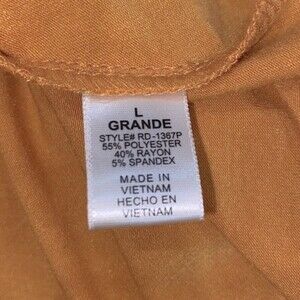 L
GRANDE
STYLE# RD-1367P
55% POLYESTER
40% RAYON
5% SPANDEX
MADE IN
VIETNAM
HECHO EN
VIETNAM